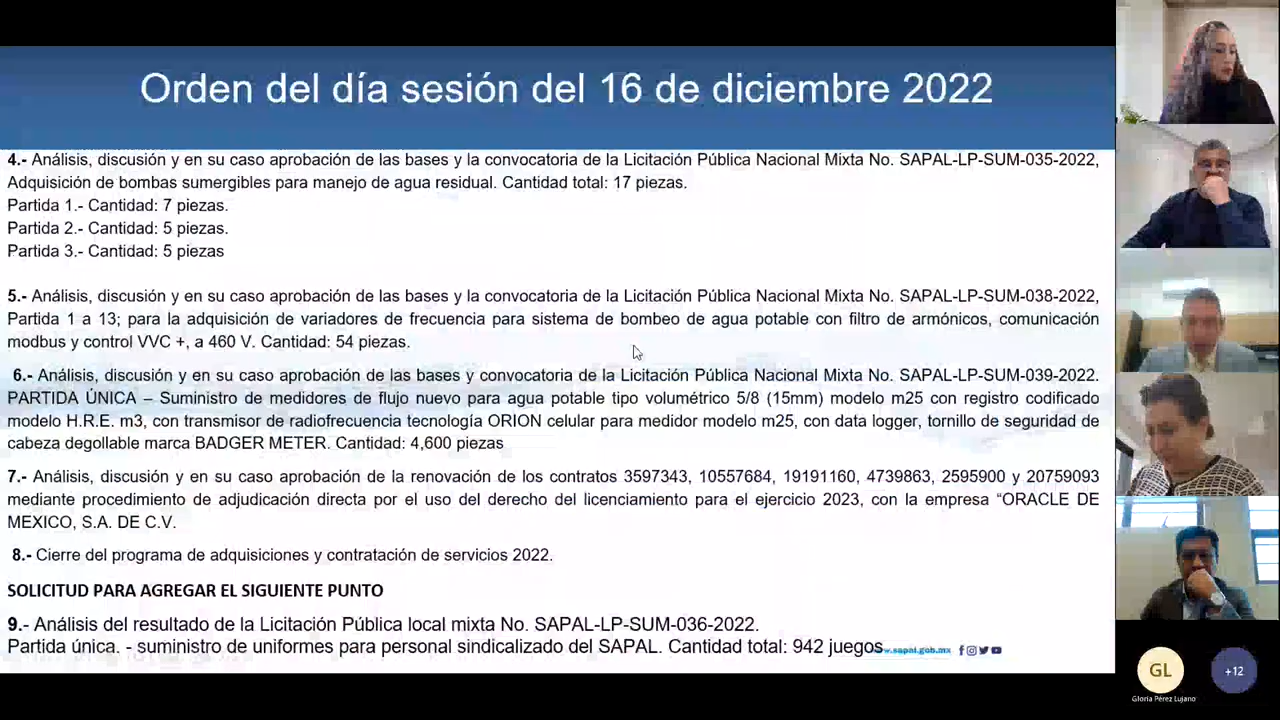 Orden del día sesión del 16 de diciembre 2022
4.- Análisis, discusión y en su caso aprobación de las bases y la convocatoria de la Licitación Pública Nacional Mixta No. SAPAL-LP-SUM-035-2022,
Adquisición de bombas sumergibles para manejo de agua residual. Cantidad total: 17 piezas.
Partida 1.- Cantidad: 7 piezas.
Partida 2.- Cantidad: 5 piezas.
Partida 3.- Cantidad: 5 piezas
5.- Análisis, discusión y en su caso aprobación de las bases y la convocatoria de la Licitación Pública Nacional Mixta No. SAPAL-LP-SUM-038-2022,
Partida 1 a 13; para la adquisición de variadores de frecuencia para sistema de bombeo de agua potable con filtro de armónicos, comunicación
modbus y control VVC +, a 460 V. Cantidad: 54 piezas.
6.- Análisis, discusión y en su caso aprobación de las bases y convocatoria de la Licitación Pública Nacional Mixta No. SAPAL-LP-SUM-039-2022.
PARTIDA ÚNICA – Suministro de medidores de flujo nuevo para agua potable tipo volumétrico 5/8 (15mm) modelo m25 con registro codificado
modelo H.R.E. m3, con transmisor de radiofrecuencia tecnología ORION celular para medidor modelo m25, con data logger, tornillo de seguridad de
cabeza degollable marca BADGER METER. Cantidad: 4,600 piezas
7.- Análisis, discusión y en su caso aprobación de la renovación de los contratos 3597343, 10557684, 19191160, 4739863, 2595900 y 20759093
mediante procedimiento de adjudicación directa por el uso del derecho del licenciamiento para el ejercicio 2023, con la empresa “ORACLE DE
MEXICO, S.A. DE C.V.
8.- Cierre del programa de adquisiciones y contratación de servicios 2022.
SOLICITUD PARA AGREGAR EL SIGUIENTE PUNTO
9.- Análisis del resultado de la Licitación Pública local mixta No. SAPAL-LP-SUM-036-2022.
Partida única. - suministro de uniformes para personal sindicalizado del SAPAL. Cantidad total: 942 juegos
www.sapal.gob.mx
GL
+12
Gloria Pérez Lujano